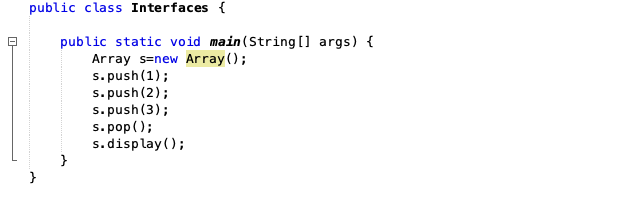 public class Interfaces {
public static void main(String[] args) {
Array s=new Array();
s.push(1);
s.push(2);
s.push(3);
s.pop();
s.display();
}
}